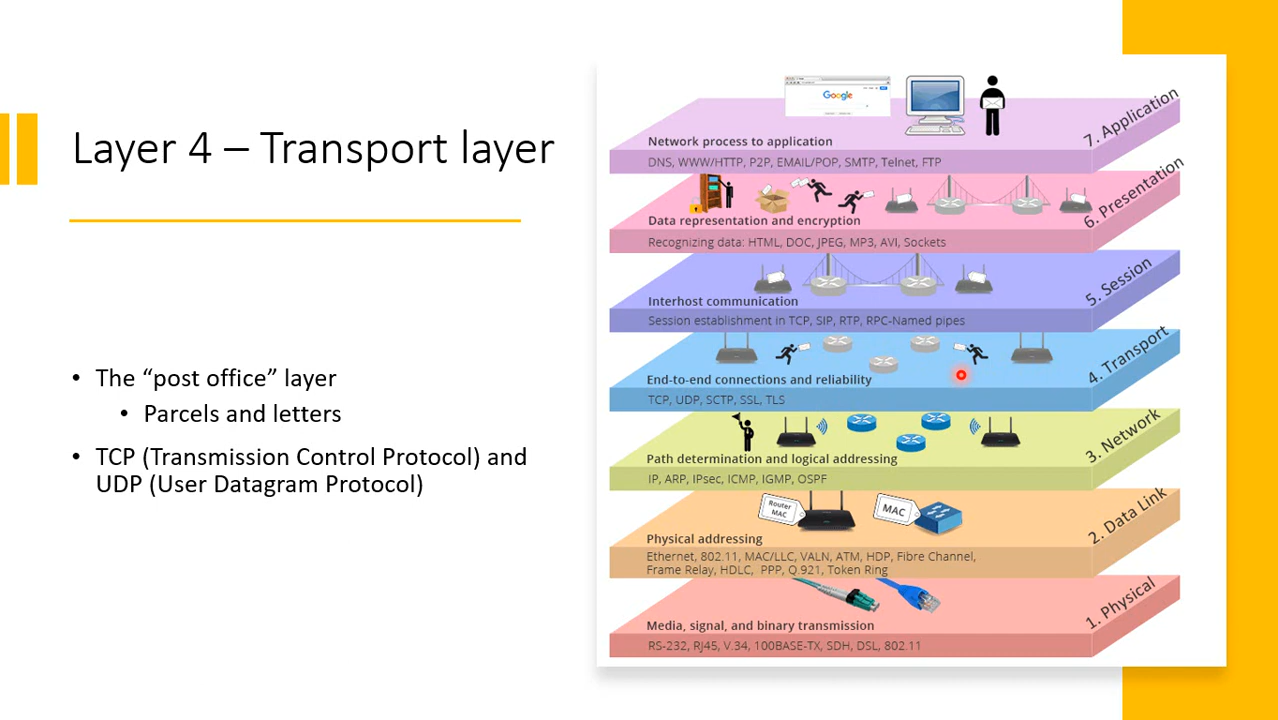 Layer 4 – Transport layer
• The “post office” layer
• Parcels and letters
• TCP (Transmission Control Protocol) and
UDP (User Datagram Protocol)
Google
7. Application
Network process to application
DNS, WWW/HTTP, P2P, EMAIL/POP, SMTP, Telnet, FTP
6. Presentation
Data representation and encryption
Recognizing data: HTML, DOC, JPEG, MP3, AVI, Sockets
5. Session
Interhost communication
Session establishment in TCP, SIP, RTP, RPC-Named pipes
4. Transport
End-to-end connections and reliability
TCP, UDP, SCTP, SSL, TLS
3. Network
Path determination and logical addressing
IP, ARP, IPsec, ICMP, IGMP, OSPF
Router
MAC
MAC
2. Data Link
Physical addressing
Ethernet, 802.11, MAC/LLC, VALN, ATM, HDP, Fibre Channel,
Frame Relay, HDLC, PPP, Q.921, Token Ring
1. Physical
Media, signal, and binary transmission
RS-232, RJ45, V.34, 100BASE-TX, SDH, DSL, 802.11